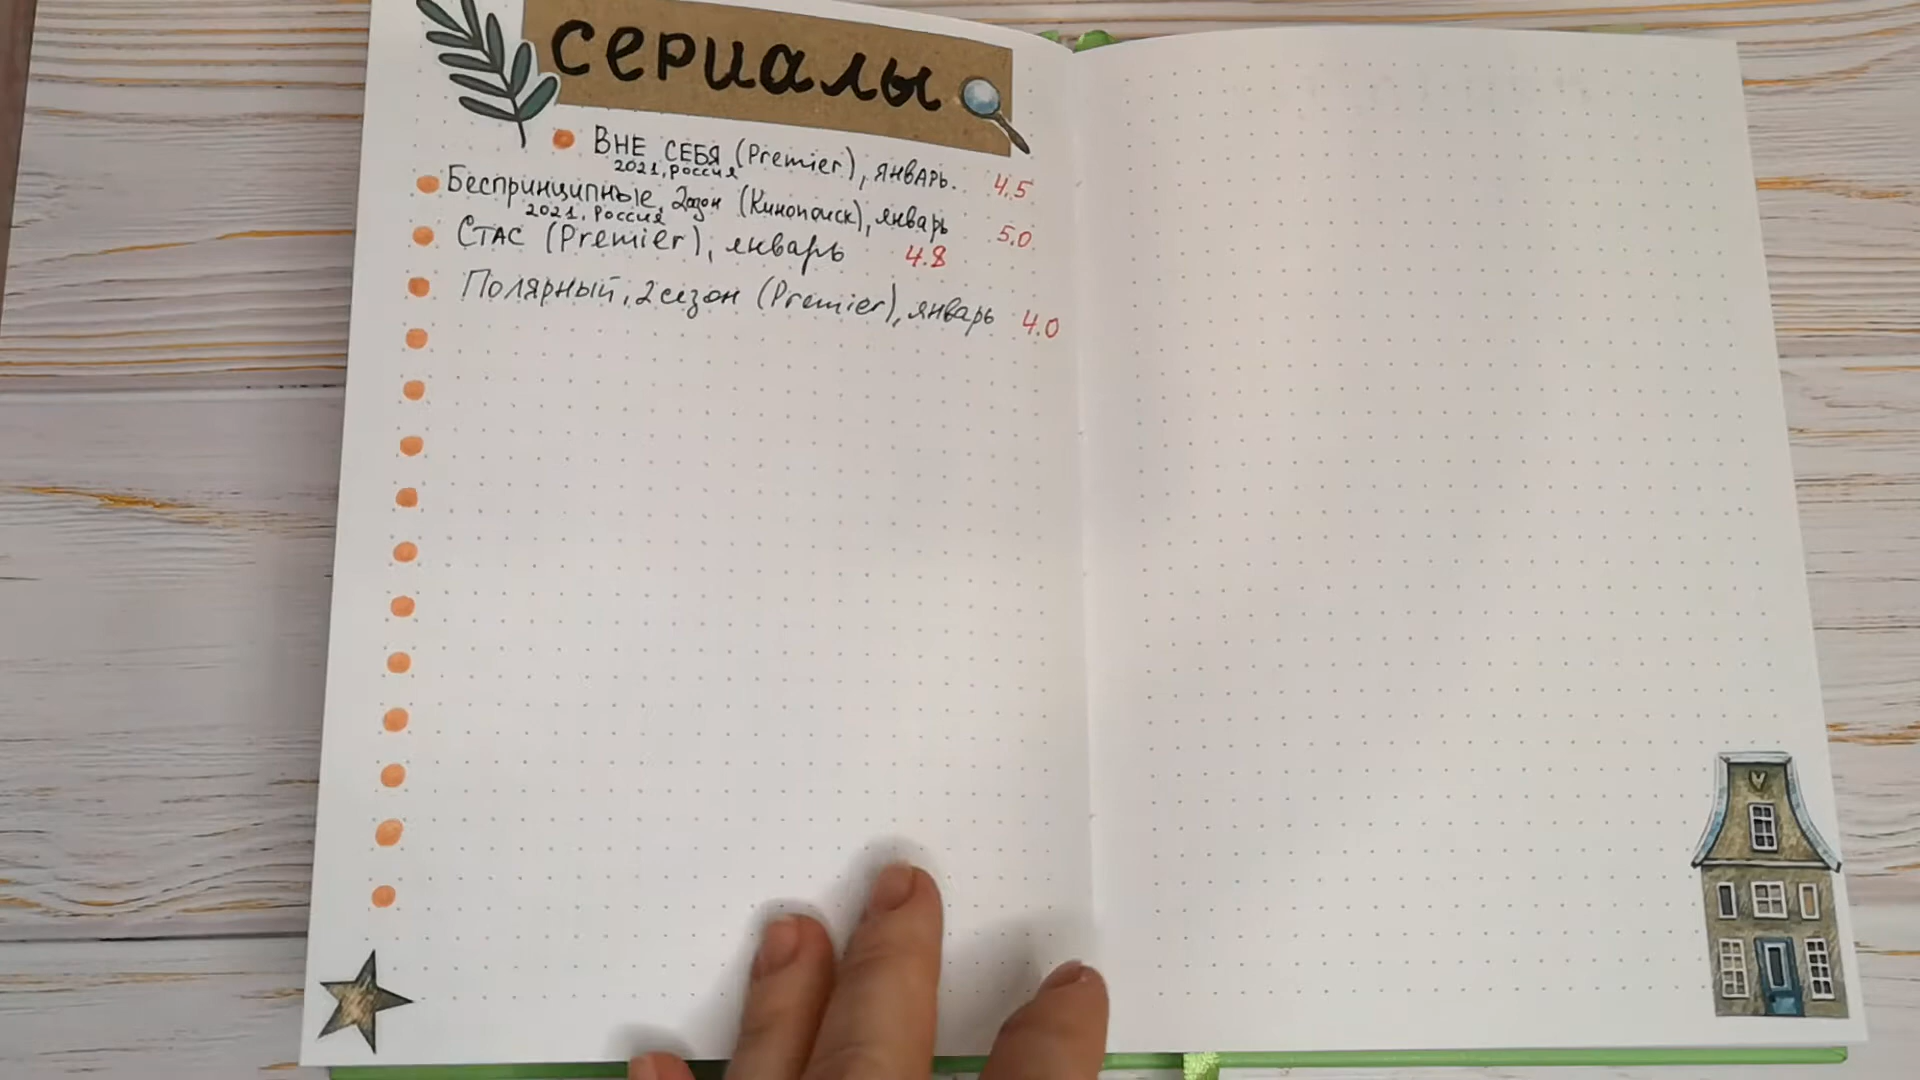 сериалы
Вне себя (Premier), январь. 4.5
2021, Россия
Беспринципные, 2 сезон (Кинопоиск), январь 5.0
2021, Россия
Стас (Premier), январь 4.8
Полярный, 2 сезон (Premier), январь 4.0